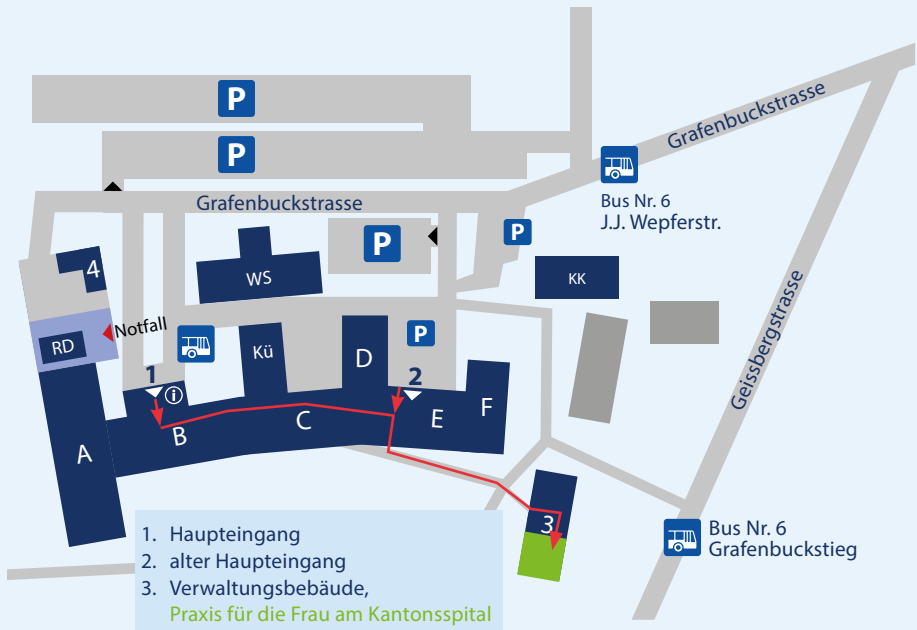 P
P
Grafenbuckstrasse
Bus Nr. 6
J.J. Wepferstr.
Grafenbuckstrasse
P
P
4
WS
KK
Notfall
RD
Kü
D
P
Geissbergstrasse
1
i
2
A
B
C
E
F
3
1. Haupteingang
2. alter Haupteingang
3. Verwaltungsbebäude,
Praxis für die Frau am Kantonsspital
Bus Nr. 6
Grafenbuckstieg